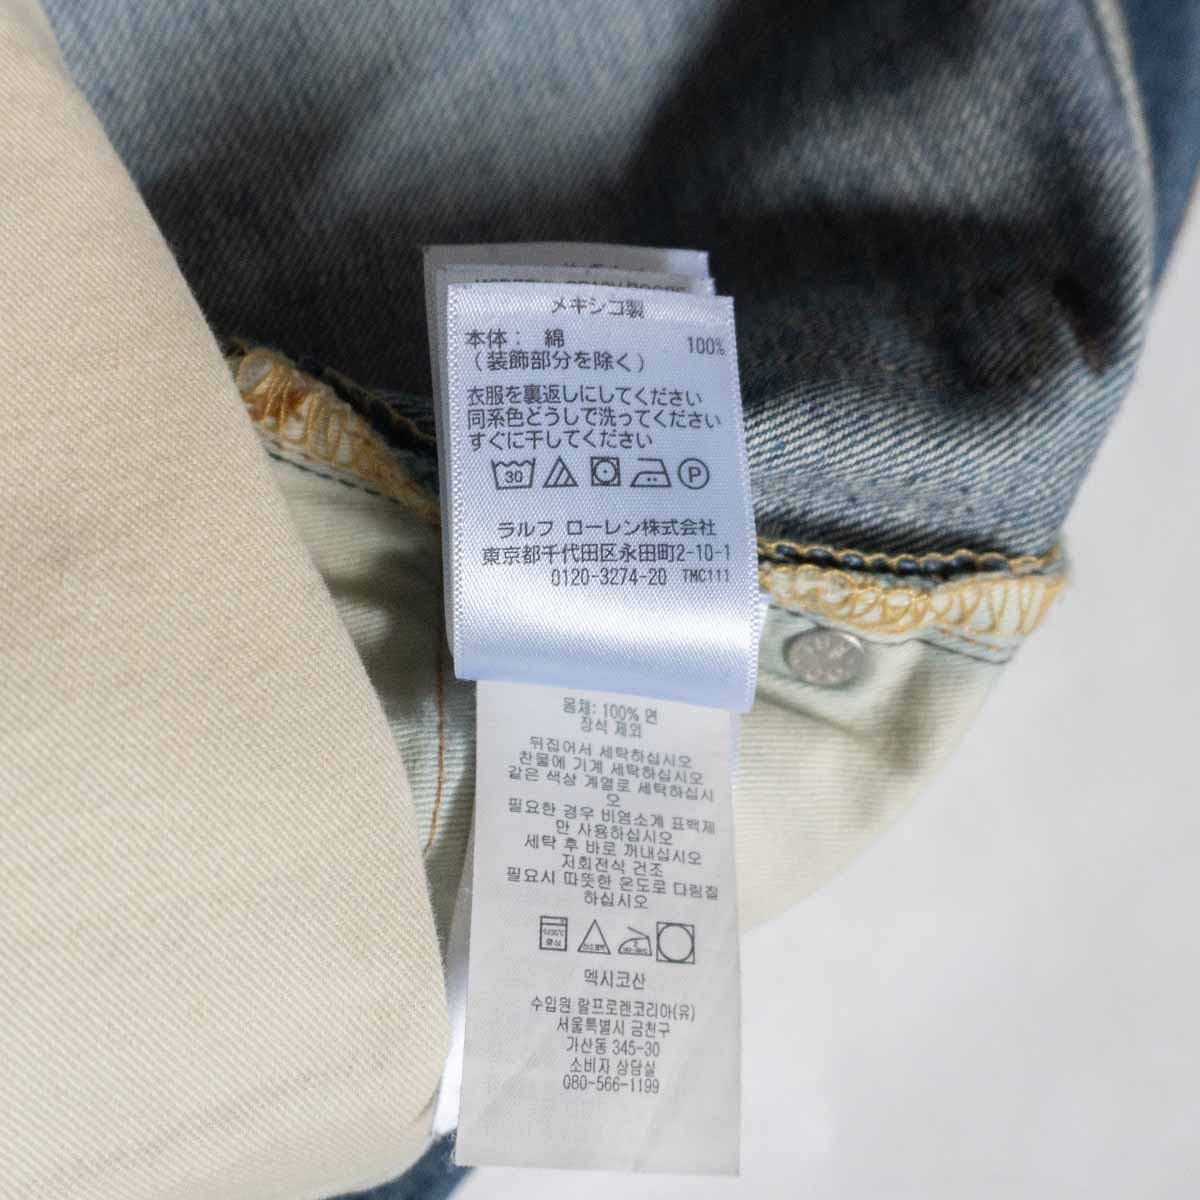 メキシコ製
本体： 綿 100%
（装飾部分を除く）
衣服を裏返しにしてください
同系色どうしで洗ってください
すぐに干してください
30 P
ラルフ ローレン株式会社
東京都千代田区永田町2-10-1
0120-3274-20 TMC111
몸체: 100% 면
장식 제외
뒤집어서 세탁하십시오
찬물에 기계 세탁하십시오
같은 색상 계열로 세탁하십시
오
필요한 경우 비염소계 표백제
만 사용하십시오
세탁 후 바로 꺼내십시오
저회전식 건조
필요시 따뜻한 온도로 다림질
하십시오
멕시코산
수입원 랄프로렌코리아(유)
서울특별시 금천구
가산동 345-30
소비자 상담실
080-566-1199